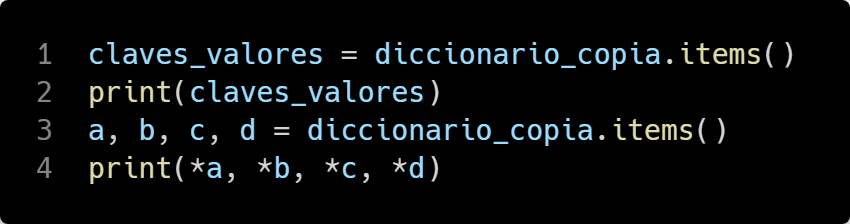 1 claves_valores = diccionario_copia.items()
2 print(claves_valores)
3 a, b, c, d = diccionario_copia.items()
4 print(*a, *b, *c, *d)